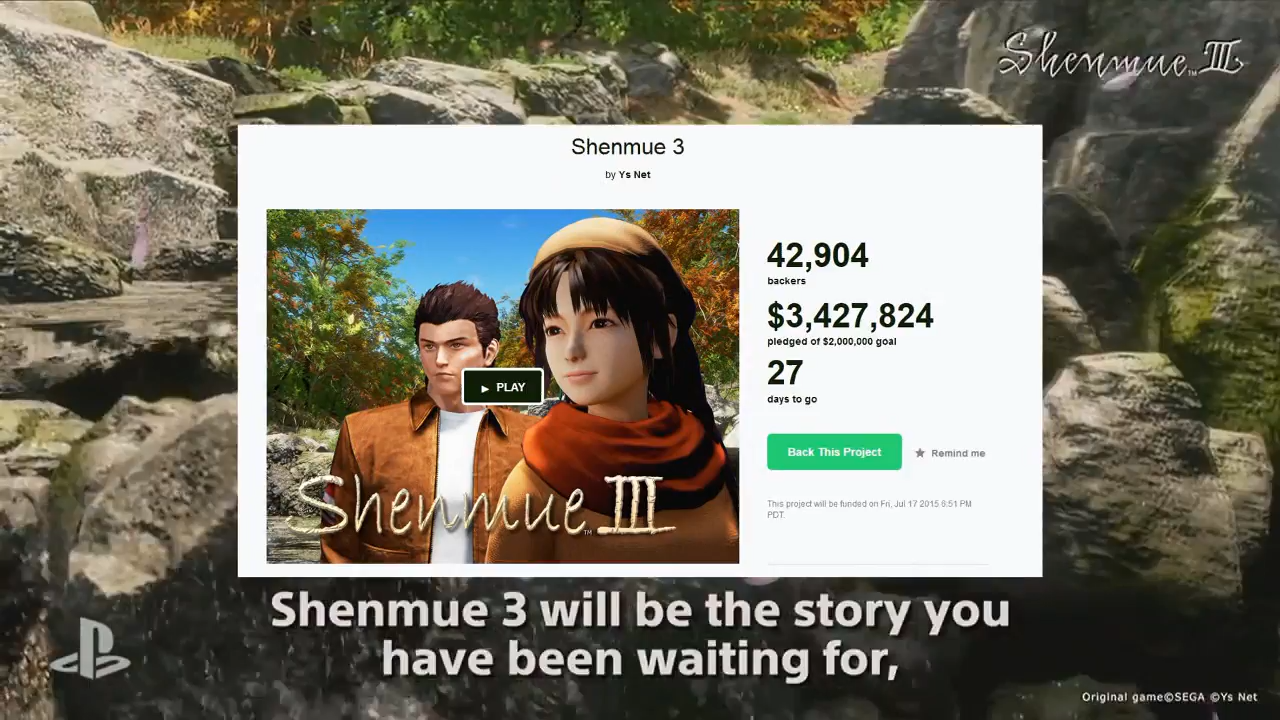 Shenmue™ III
Shenmue 3
by Ys Net
42,904
backers
$3,427,824
pledged of $2,000,000 goal
27
days to go
▶ PLAY
Back This Project
★ Remind me
Shenmue™ III
This project will be funded on Fri, Jul 17 2015 6:51 PM
PDT.
Shenmue 3 will be the story you
have been waiting for,
Original game©SEGA ©Ys Net